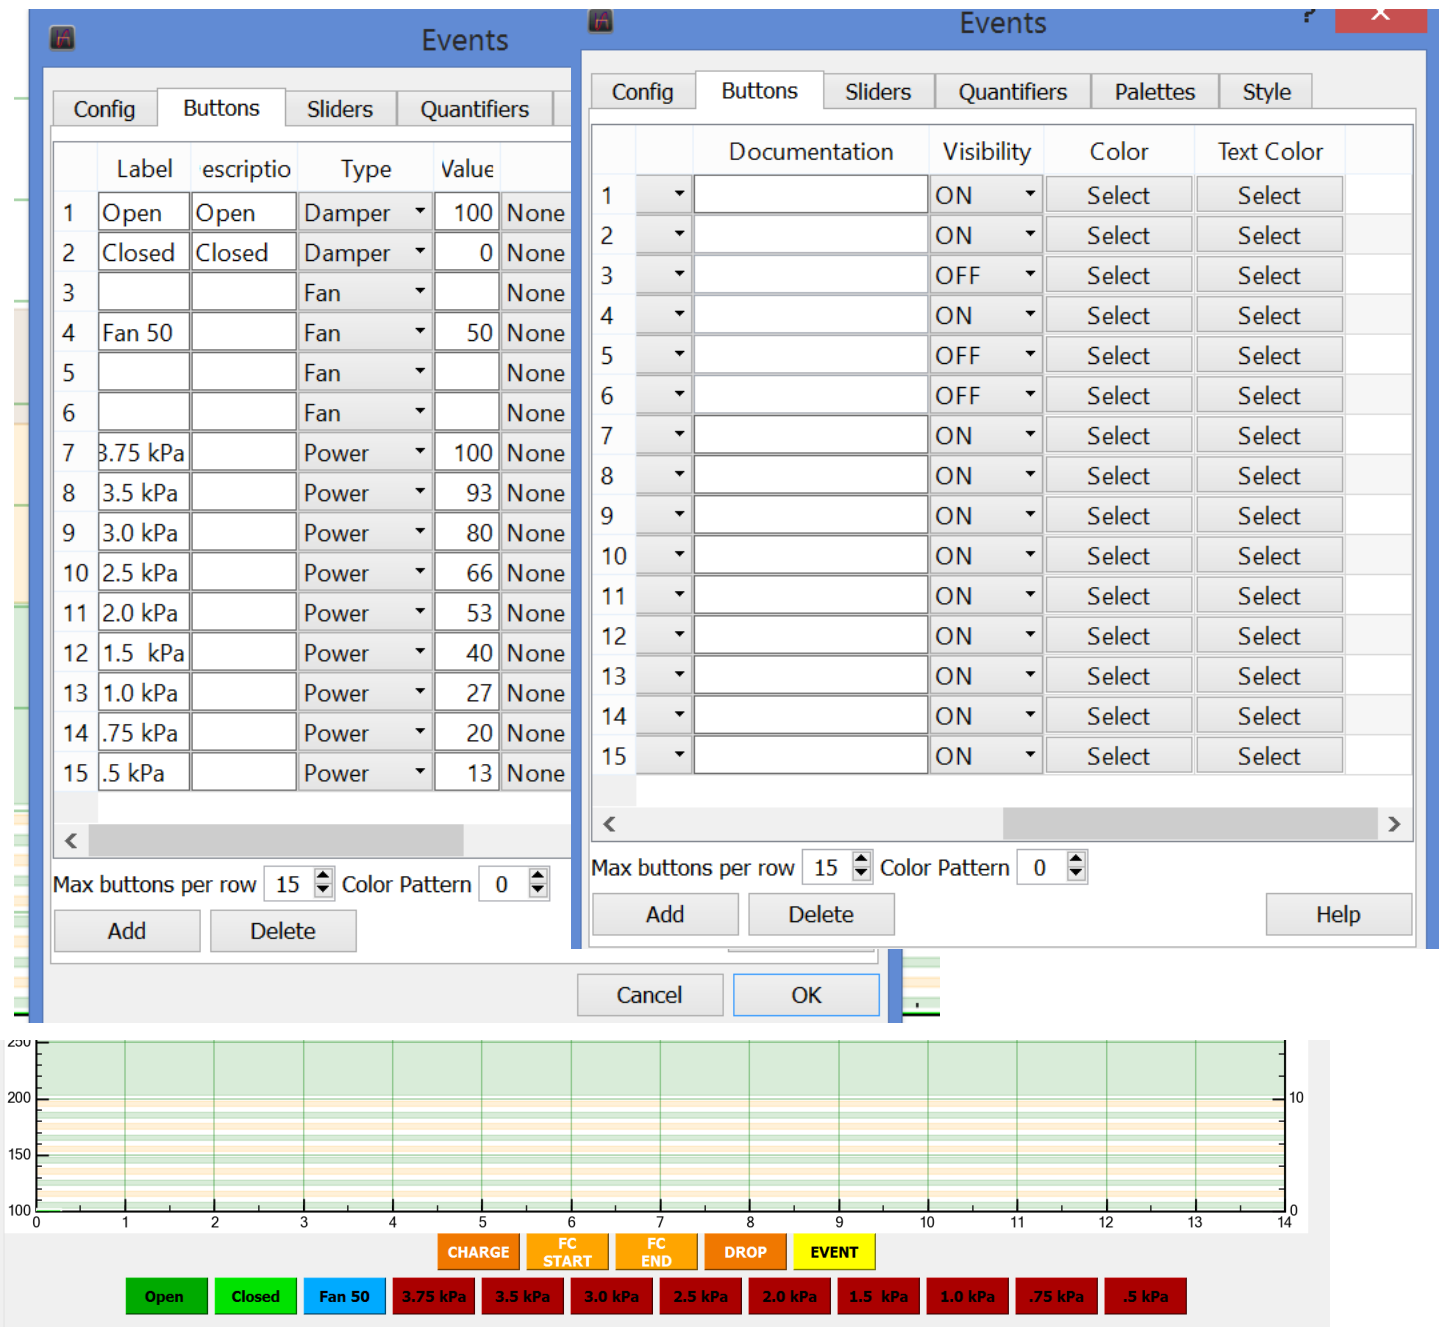 Events
Config Buttons Sliders Quantifiers
Label escriptio Type Value
1 Open Open Damper 100 None
2 Closed Closed Damper 0 None
3 Fan None
4 Fan 50 Fan 50 None
5 Fan None
6 Fan None
7 3.75 kPa Power 100 None
8 3.5 kPa Power 93 None
9 3.0 kPa Power 80 None
10 2.5 kPa Power 66 None
11 2.0 kPa Power 53 None
12 1.5  kPa Power 40 None
13 1.0 kPa Power 27 None
14 .75 kPa Power 20 None
15 .5 kPa Power 13 None
Max buttons per row 15 Color Pattern 0
Add Delete
Cancel OK
Events ?
Config Buttons Sliders Quantifiers Palettes Style
Documentation Visibility Color Text Color
1 ON Select Select
2 ON Select Select
3 OFF Select Select
4 ON Select Select
5 OFF Select Select
6 OFF Select Select
7 ON Select Select
8 ON Select Select
9 ON Select Select
10 ON Select Select
11 ON Select Select
12 ON Select Select
13 ON Select Select
14 ON Select Select
15 ON Select Select
Max buttons per row 15 Color Pattern 0
Add Delete Help
250
200 10
150
100 0
0 1 2 3 4 5 6 7 8 9 10 11 12 13 14
CHARGE FC START FC END DROP EVENT
Open Closed Fan 50 3.75 kPa 3.5 kPa 3.0 kPa 2.5 kPa 2.0 kPa 1.5  kPa 1.0 kPa .75 kPa .5 kPa